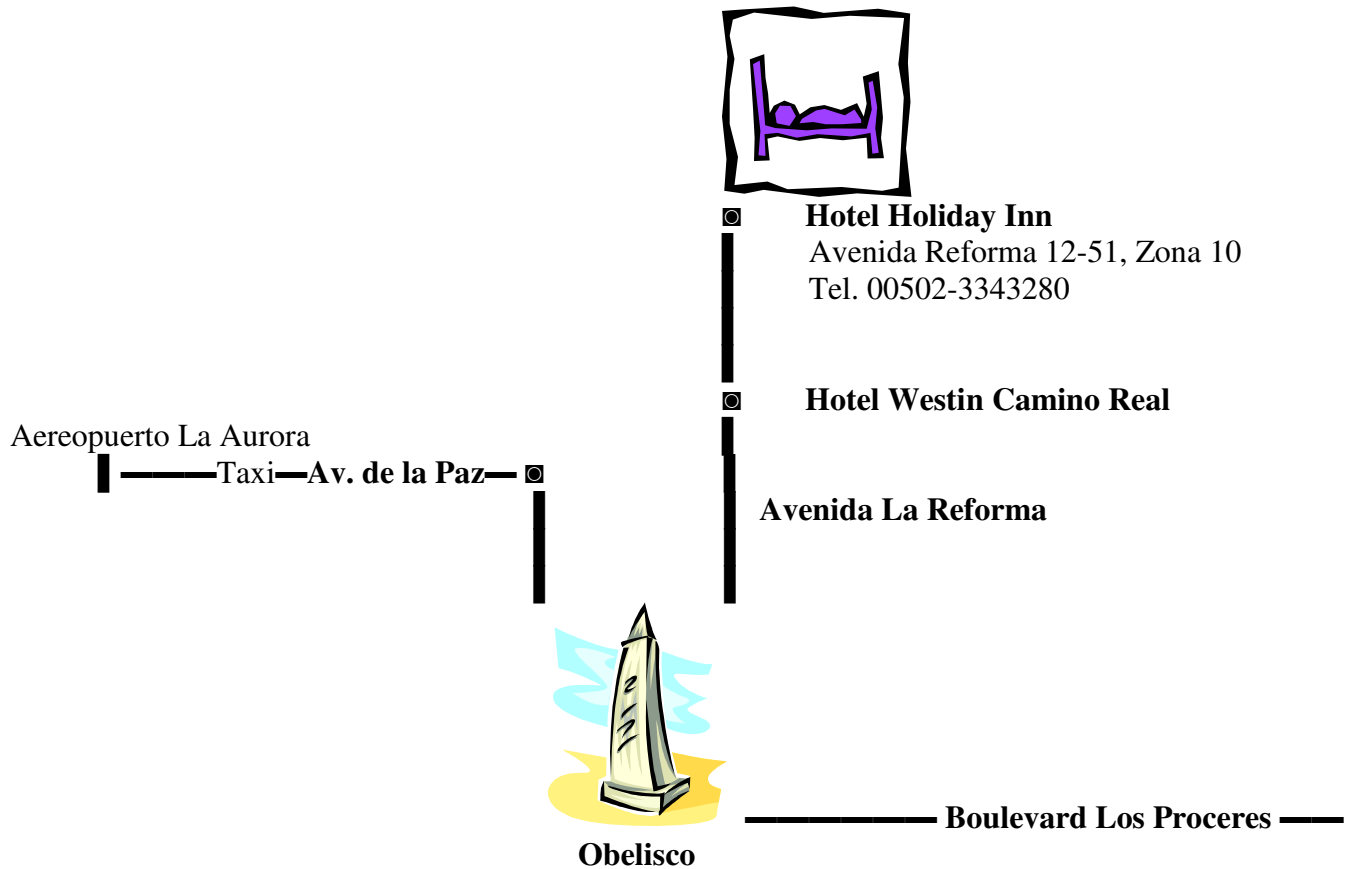 Hotel Holiday Inn
Avenida Reforma 12-51, Zona 10
Tel. 00502-3343280
Hotel Westin Camino Real
Aereopuerto La Aurora
Taxi Av. de la Paz
Avenida La Reforma
Boulevard Los Proceres
Obelisco